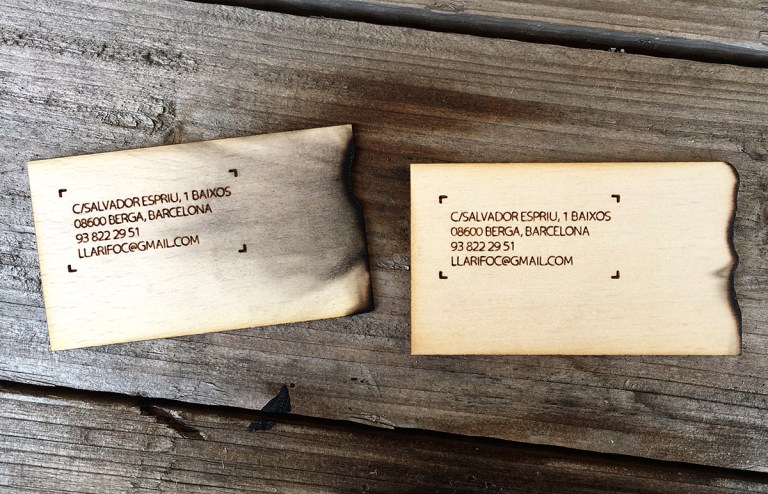 C/SALVADOR ESPRIU, 1 BAIXOS
08600 BERGA, BARCELONA
93 822 29 51
LLARIFOC@GMAIL.COM
C/SALVADOR ESPRIU, 1 BAIXOS
08600 BERGA, BARCELONA
93 822 29 51
LLARIFOC@GMAIL.COM